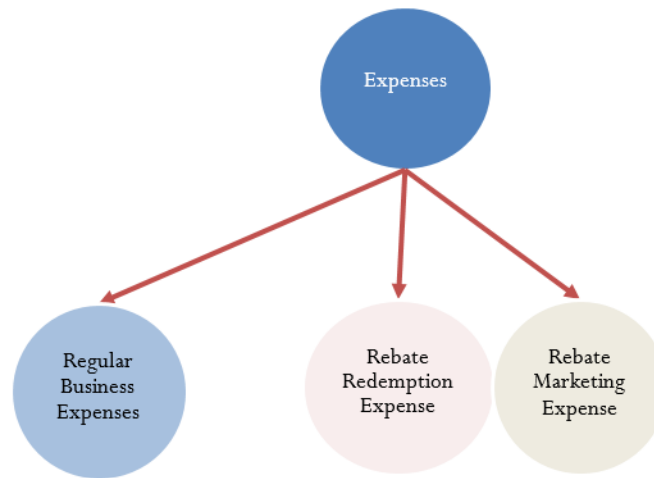 Expenses
Regular
Business
Expenses
Rebate
Redemption
Expense
Rebate
Marketing
Expense